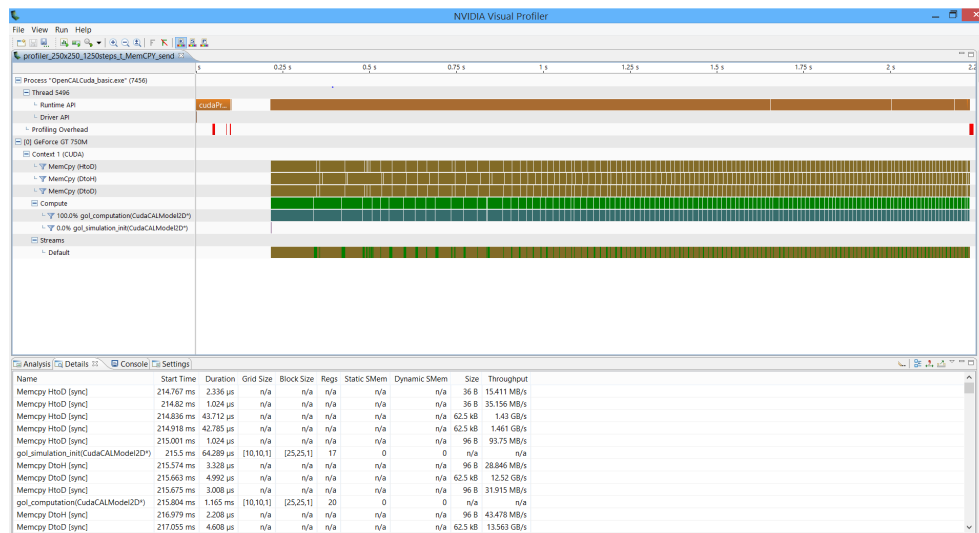 NVIDIA Visual Profiler
File View Run Help
profiler_250x250_1250steps_t_MemCPY_send
s 0.25 s 0.5 s 0.75 s 1 s 1.25 s 1.5 s 1.75 s 2 s 2.2
Process "OpenCALCuda_basic.exe" (7456)
Thread 5496
Runtime API cudaPr...
Driver API
Profiling Overhead
[0] GeForce GT 750M
Context 1 (CUDA)
MemCpy (HtoD)
MemCpy (DtoH)
MemCpy (DtoD)
Compute
100.0% gol_computation(CudaCALModel2D*)
0.0% gol_simulation_init(CudaCALModel2D*)
Streams
Default
Analysis Details Console Settings
Name Start Time Duration Grid Size Block Size Regs Static SMem Dynamic SMem Size Throughput
Memcpy HtoD [sync] 214.767 ms 2.336 µs n/a n/a n/a n/a n/a 36 B 15.411 MB/s
Memcpy HtoD [sync] 214.82 ms 1.024 µs n/a n/a n/a n/a n/a 36 B 35.156 MB/s
Memcpy HtoD [sync] 214.836 ms 43.712 µs n/a n/a n/a n/a n/a 62.5 kB 1.43 GB/s
Memcpy HtoD [sync] 214.918 ms 42.785 µs n/a n/a n/a n/a n/a 62.5 kB 1.461 GB/s
Memcpy HtoD [sync] 215.001 ms 1.024 µs n/a n/a n/a n/a n/a 96 B 93.75 MB/s
gol_simulation_init(CudaCALModel2D*) 215.5 ms 64.289 µs [10,10,1] [25,25,1] 17 0 0 n/a n/a
Memcpy DtoH [sync] 215.574 ms 3.328 µs n/a n/a n/a n/a n/a 96 B 28.846 MB/s
Memcpy DtoD [sync] 215.663 ms 4.992 µs n/a n/a n/a n/a n/a 62.5 kB 12.52 GB/s
Memcpy HtoD [sync] 215.675 ms 3.008 µs n/a n/a n/a n/a n/a 96 B 31.915 MB/s
gol_computation(CudaCALModel2D*) 215.804 ms 1.165 ms [10,10,1] [25,25,1] 20 0 0 n/a n/a
Memcpy DtoH [sync] 216.979 ms 2.208 µs n/a n/a n/a n/a n/a 96 B 43.478 MB/s
Memcpy DtoD [sync] 217.055 ms 4.608 µs n/a n/a n/a n/a n/a 62.5 kB 13.563 GB/s